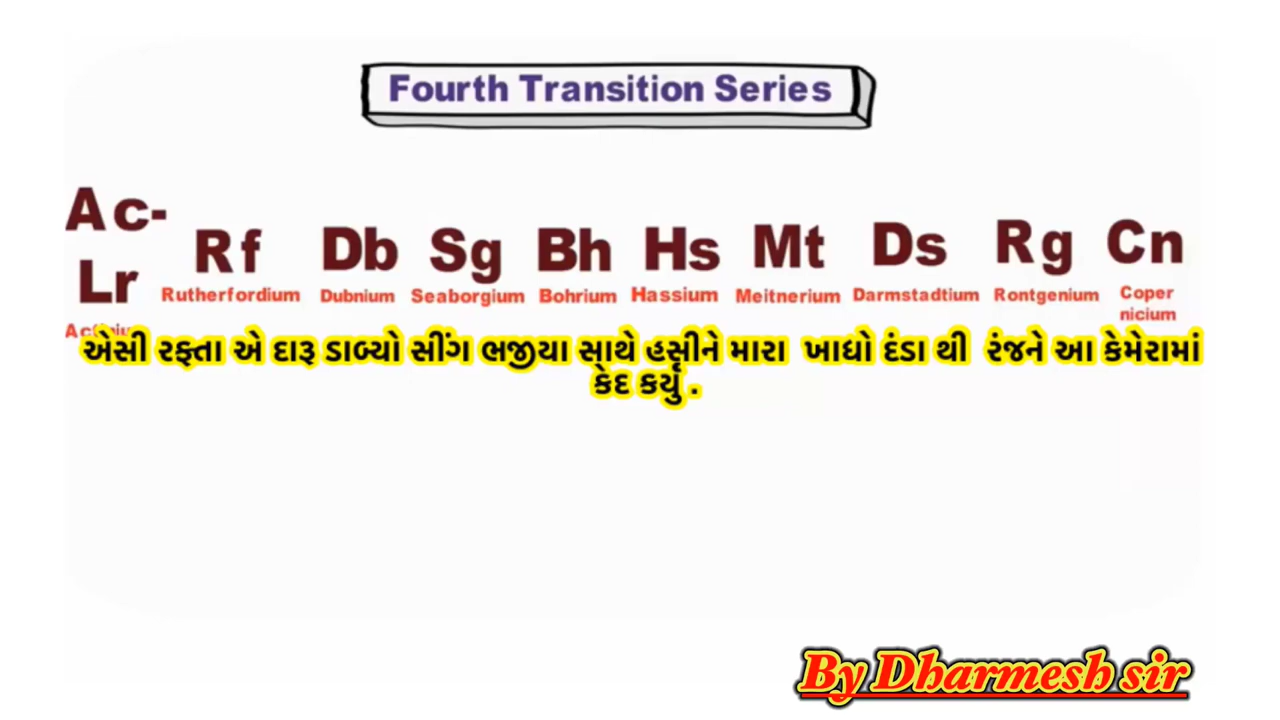 Fourth Transition Series
Ac-
Lr Rf Db Sg Bh Hs Mt Ds Rg Cn
Rutherfordium Dubnium Seaborgium Bohrium Hassium Meitnerium Darmstadtium Rontgenium Coper
nicium
એસી રફ્તા એ દારૂ ડાબ્યો સીંગ ભજીયા સાથે હસીને મારા ખાધો દંડા થી રંજને આ કેમેરામાં
કેદ કર્યું .
By Dharmesh sir